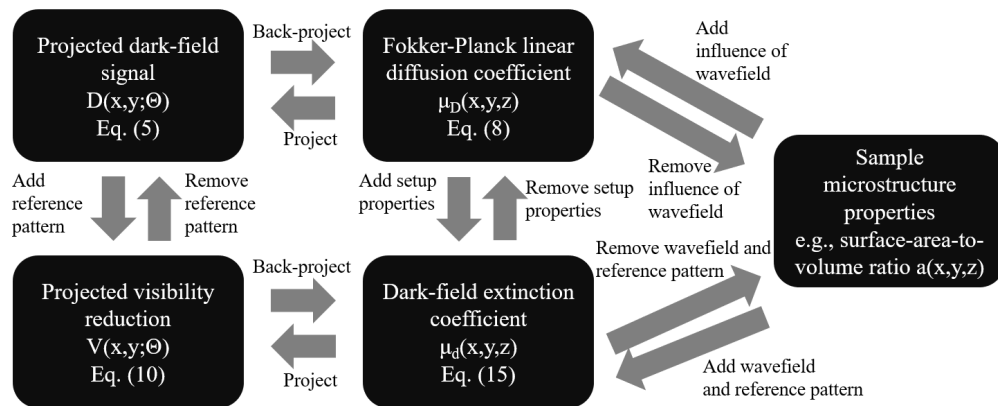 Projected dark-field
signal
D(x,y;Θ)
Eq. (5)
Back-project
Project
Fokker-Planck linear
diffusion coefficient
μD(x,y,z)
Eq. (8)
Add
influence of
wavefield
Remove
influence of
wavefield
Sample
microstructure
properties
e.g., surface-area-to-
volume ratio a(x,y,z)
Add
reference
pattern
Remove
reference
pattern
Add setup
properties
Remove setup
properties
Remove wavefield and
reference pattern
Projected visibility
reduction
V(x,y;Θ)
Eq. (10)
Back-project
Project
Dark-field extinction
coefficient
μd(x,y,z)
Eq. (15)
Add wavefield
and reference pattern